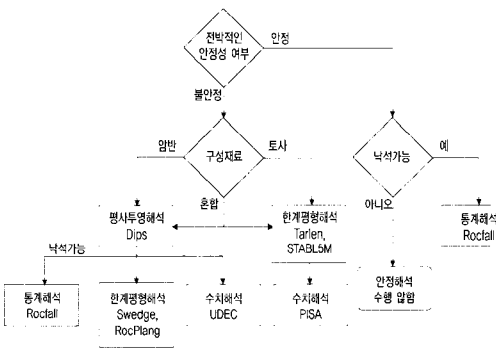 전박적인
안정성 여부
안정
불안정
암반
구성재료
토사
낙석가능
예
혼합
아니오
평사투영해석
Dips
한계평형해석
Tarlen,
STABL5M
통계해석
Rocfall
낙석가능
안정해석
수행 않함
통계해석
Rocfall
한계평형해석
Swedge,
RocPlang
수치해석
UDEC
수치해석
PISA